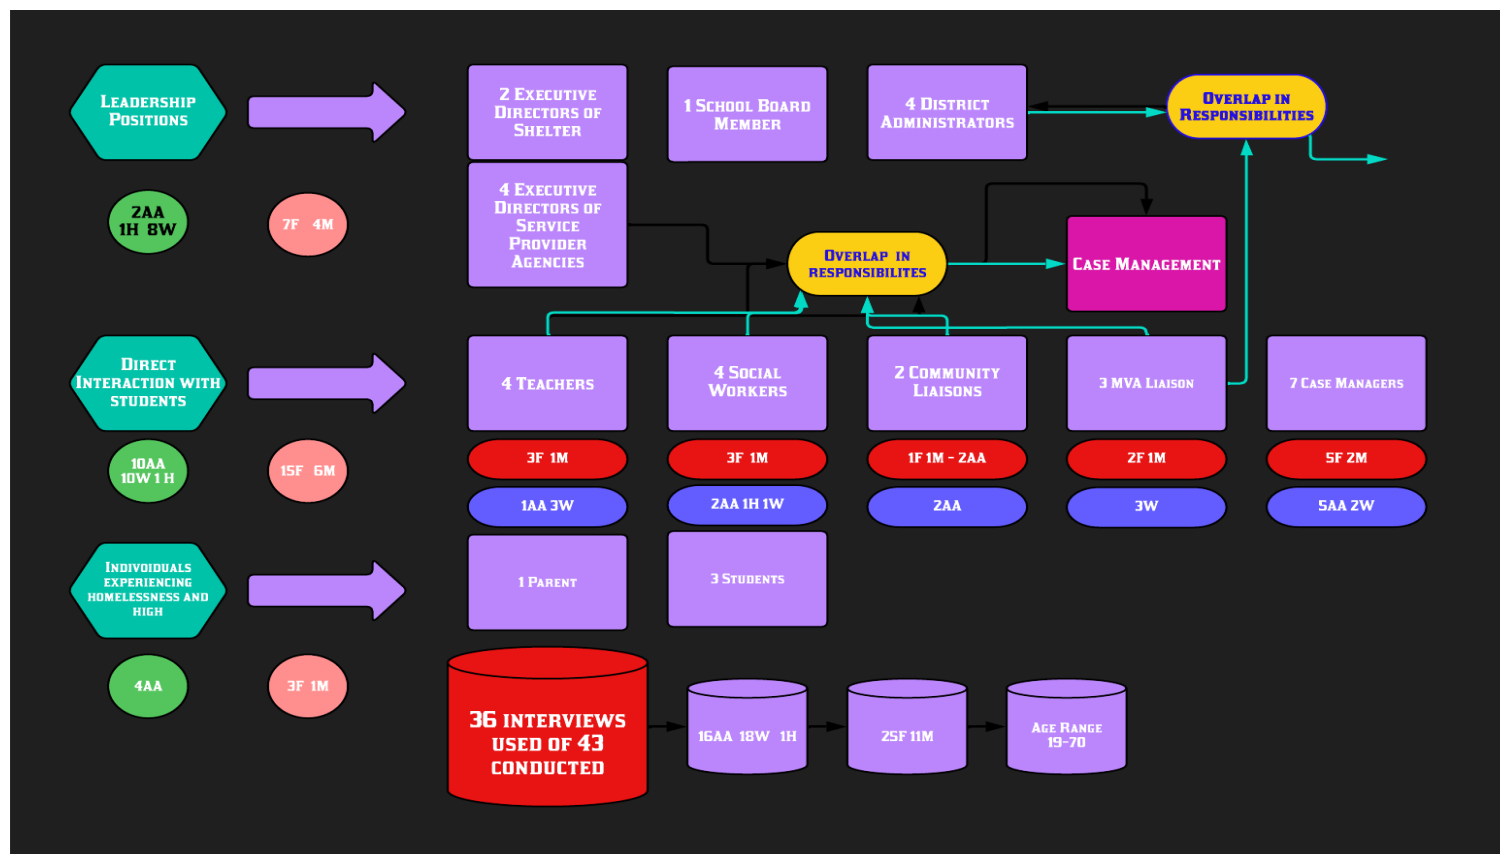 Leadership
Positions
2 Executive
Directors of
Shelter
1 School Board
Member
4 District
Administrators
Overlap in
Responsibilities
2AA
1H 8W
7F 4M
4 Executive
Directors of
Service
Provider
Agencies
Overlap in
responsibilites
Case Management
Direct
Interaction with
students
4 Teachers
4 Social
Workers
2 Community
Liaisons
3 MVA Liaison
7 Case Managers
10AA
10W 1 H
15F 6M
3F 1M
3F 1M
1F 1M - 2AA
2F 1M
5F 2M
1AA 3W
2AA 1H 1W
2AA
3W
5AA 2W
Indivoiduals
experiencing
homelessness and
high
1 Parent
3 Students
4AA
3F 1M
36 interviews
used of 43
conducted
16AA 18W 1H
25F 11M
Age Range
19-70